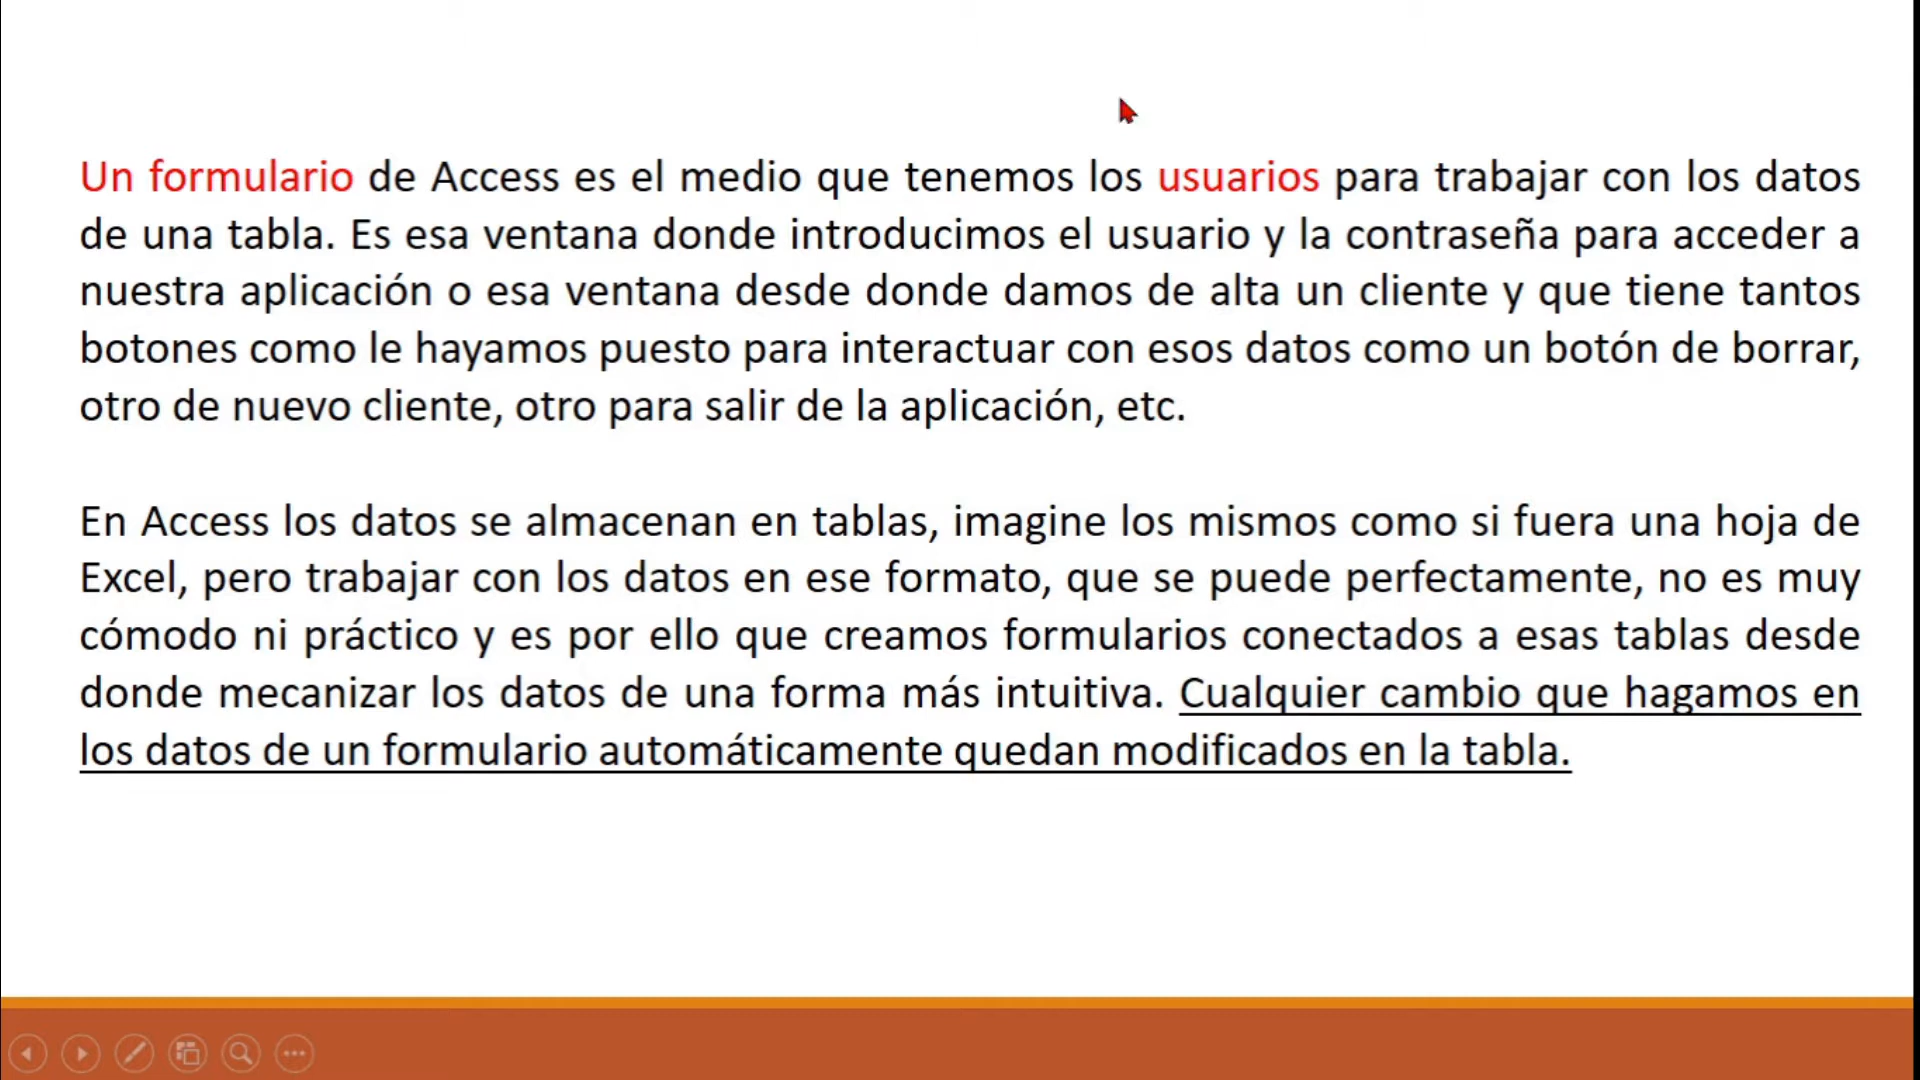 Un formulario de Access es el medio que tenemos los usuarios para trabajar con los datos
de una tabla. Es esa ventana donde introducimos el usuario y la contraseña para acceder a
nuestra aplicación o esa ventana desde donde damos de alta un cliente y que tiene tantos
botones como le hayamos puesto para interactuar con esos datos como un botón de borrar,
otro de nuevo cliente, otro para salir de la aplicación, etc.
En Access los datos se almacenan en tablas, imagine los mismos como si fuera una hoja de
Excel, pero trabajar con los datos en ese formato, que se puede perfectamente, no es muy
cómodo ni práctico y es por ello que creamos formularios conectados a esas tablas desde
donde mecanizar los datos de una forma más intuitiva. Cualquier cambio que hagamos en
los datos de un formulario automáticamente quedan modificados en la tabla.